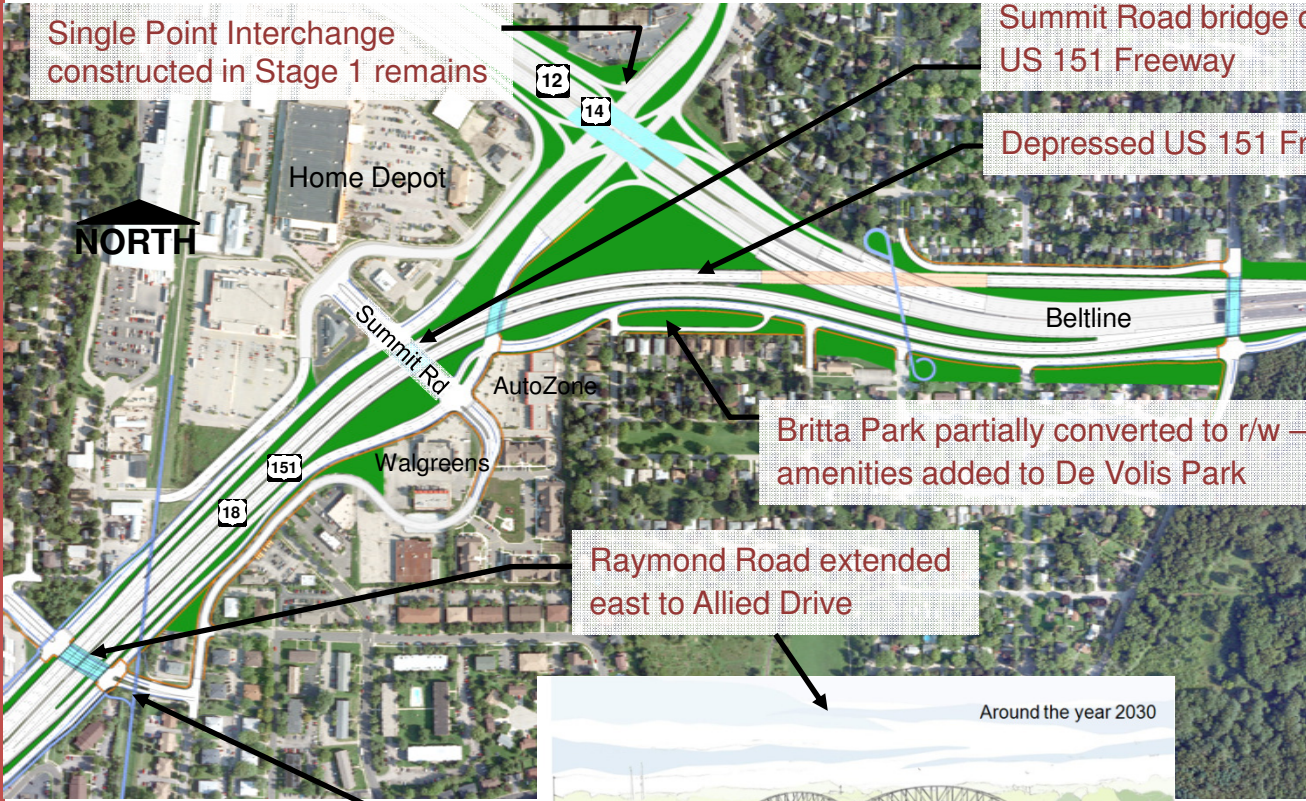 Single Point Interchange
constructed in Stage 1 remains
Summit Road bridge
US 151 Freeway
Depressed US 151
12
14
Home Depot
NORTH
Summit Rd
Beltline
AutoZone
Britta Park partially converted to r/w –
amenities added to De Volis Park
Walgreens
151
18
Raymond Road extended
east to Allied Drive
Around the year 2030